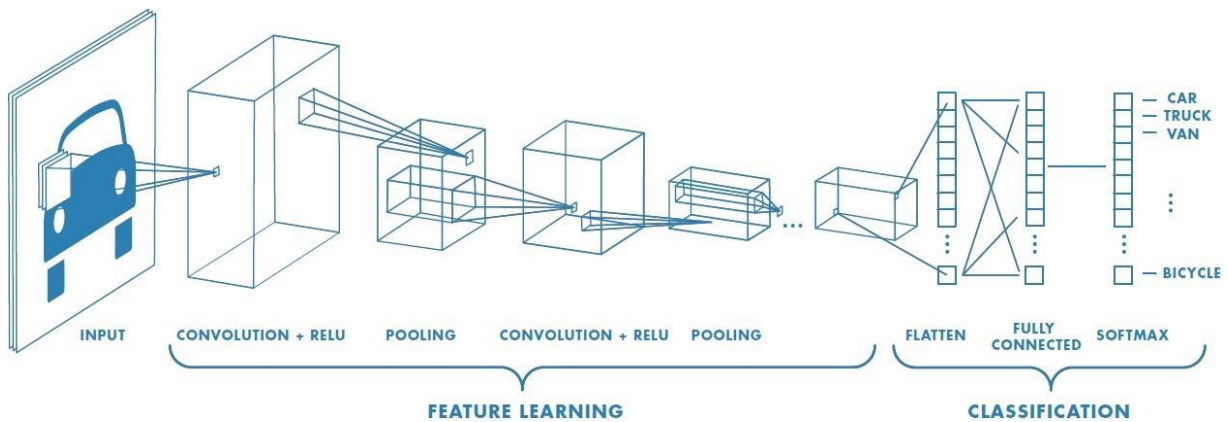 CAR
TRUCK
VAN
BICYCLE
INPUT
CONVOLUTION + RELU
POOLING
CONVOLUTION + RELU
POOLING
FLATTEN
FULLY
CONNECTED
SOFTMAX
FEATURE LEARNING
CLASSIFICATION